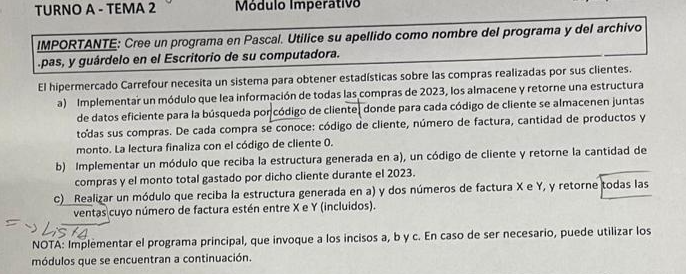 TURNO A - TEMA 2 Módulo Imperativo
IMPORTANTE: Cree un programa en Pascal. Utilice su apellido como nombre del programa y del archivo
.pas, y guárdelo en el Escritorio de su computadora.
El hipermercado Carrefour necesita un sistema para obtener estadísticas sobre las compras realizadas por sus clientes.
a) Implementar un módulo que lea información de todas las compras de 2023, los almacene y retorne una estructura
de datos eficiente para la búsqueda por código de cliente, donde para cada código de cliente se almacenen juntas
todas sus compras. De cada compra se conoce: código de cliente, número de factura, cantidad de productos y
monto. La lectura finaliza con el código de cliente 0.
b) Implementar un módulo que reciba la estructura generada en a), un código de cliente y retorne la cantidad de
compras y el monto total gastado por dicho cliente durante el 2023.
c) Realizar un módulo que reciba la estructura generada en a) y dos números de factura X e Y, y retorne todas las
ventas cuyo número de factura estén entre X e Y (incluidos).
=> LISTA
NOTA: Implementar el programa principal, que invoque a los incisos a, b y c. En caso de ser necesario, puede utilizar los
módulos que se encuentran a continuación.